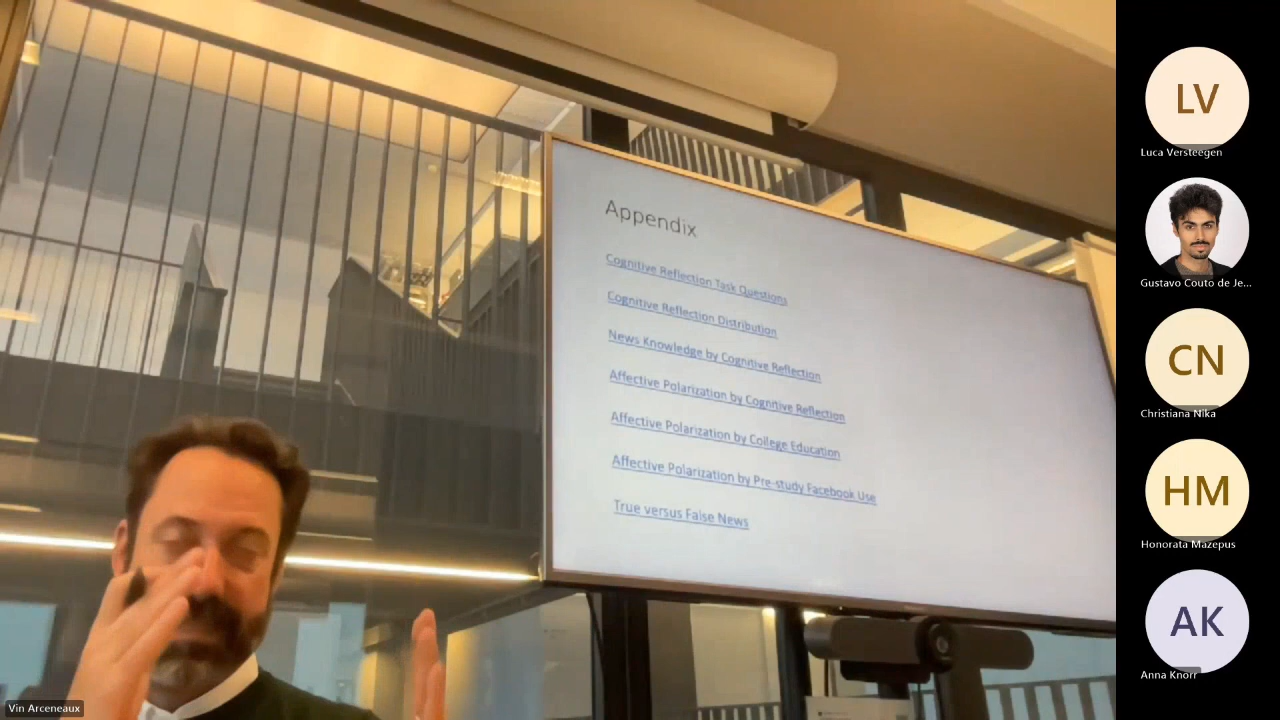 Appendix
Cognitive Reflection Task Questions
Cognitive Reflection Distribution
News Knowledge by Cognitive Reflection
Affective Polarization by Cognitive Reflection
Affective Polarization by College Education
Affective Polarization by Pre-study Facebook Use
True versus False News
Vin Arceneaux
LV
Luca Versteegen
Gustavo Couto de Je...
CN
Christiana Nika
HM
Honorata Mazepus
AK
Anna Knorr